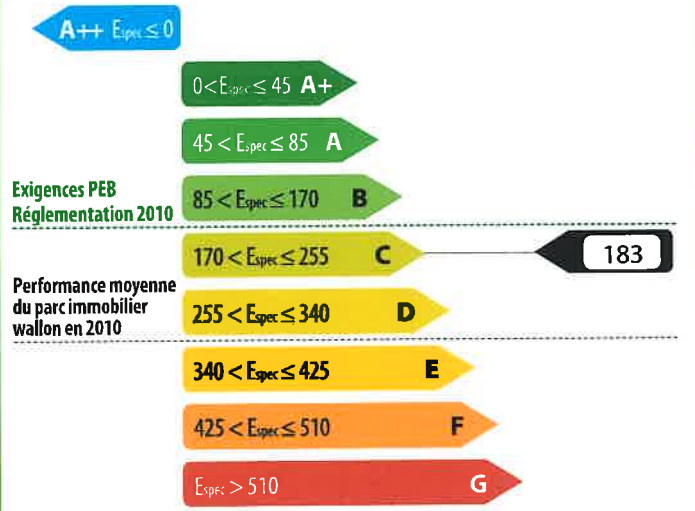 A++ Espec ≤ 0
0 < Espec ≤ 45 A+
45 < Espec ≤ 85 A
Exigences PEB
Réglementation 2010
85 < Espec ≤ 170 B
170 < Espec ≤ 255 C
183
Performance moyenne
du parc immobilier
wallon en 2010
255 < Espec ≤ 340 D
340 < Espec ≤ 425 E
425 < Espec ≤ 510 F
Espec > 510 G